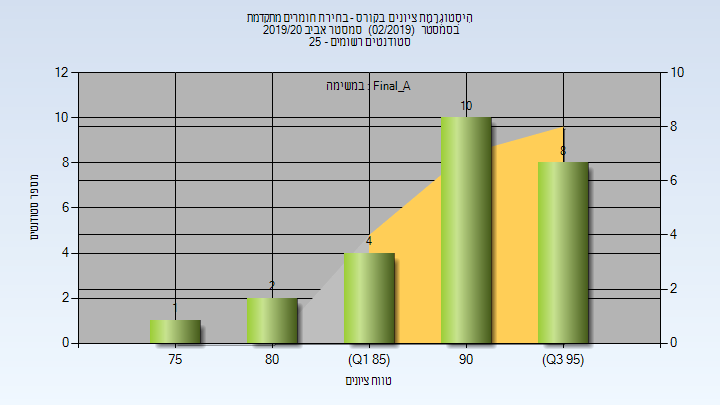 היסטוגרמת ציונים בקורס - בחירת חומרים מתקדמת
בסמסטר (02/2019) סמסטר אביב 2019/20
סטודנטים רשומים - 25
במשימה : Final_A
12
10
8
6
4
2
0
10
8
6
4
2
0
1
2
4
10
8
75
80
(Q1 85)
90
(Q3 95)
מספר סטודנטים
טווח ציונים